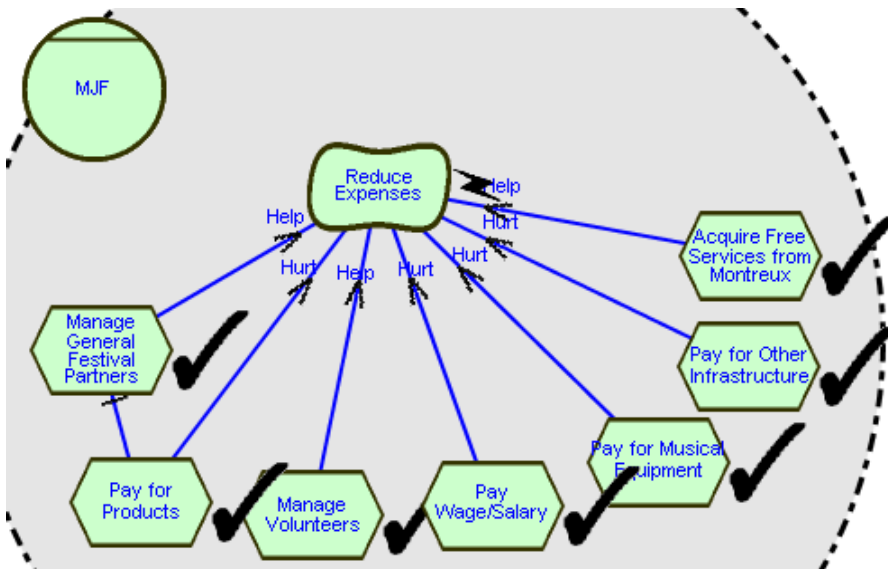 MJF
Reduce
Expenses
Help
Hurt
Help
Hurt
Help
Hurt
Hurt
Acquire Free
Services from
Montreux
Manage
General
Festival
Partners
Pay for Other
Infrastructure
Pay for Musical
Equipment
Pay for
Products
Manage
Volunteers
Pay
Wage/Salary